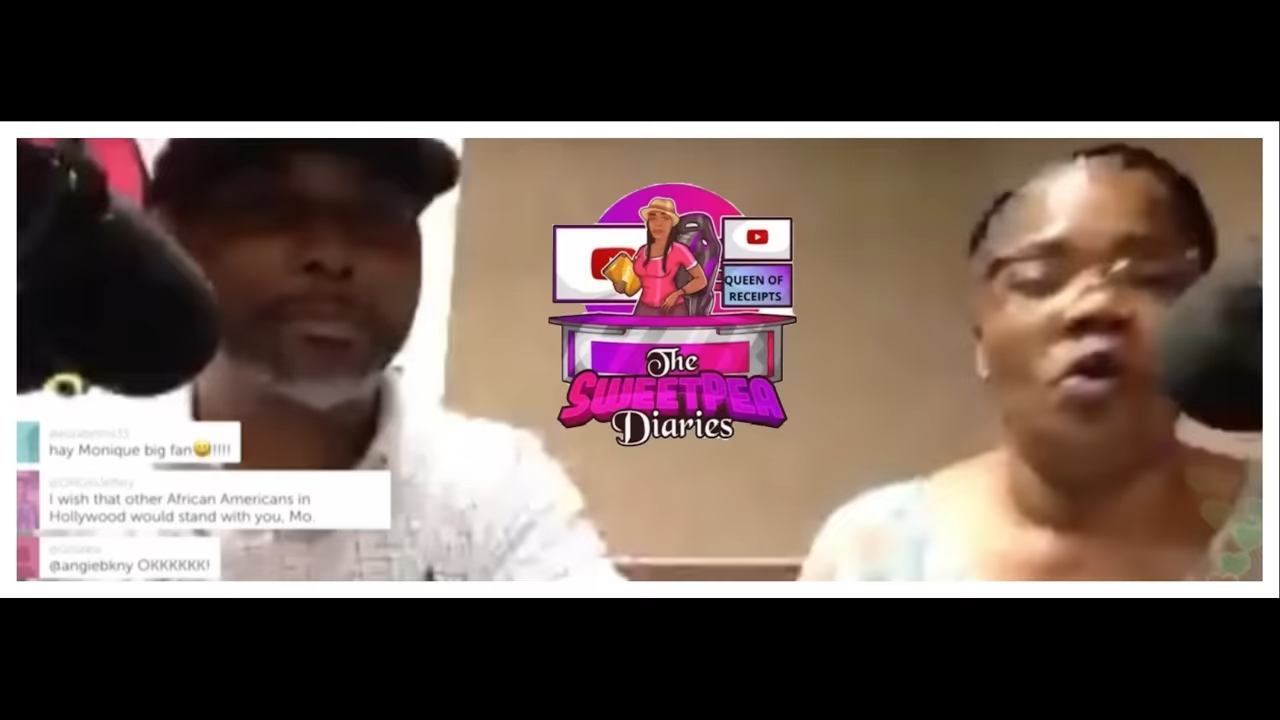 QUEEN OF
RECEIPTS
The
SWEETPEA
Diaries
hay Monique big fan😀!!!!
I wish that other African Americans in
Hollywood would stand with you, Mo.
@angiebkny OKKKKKK!